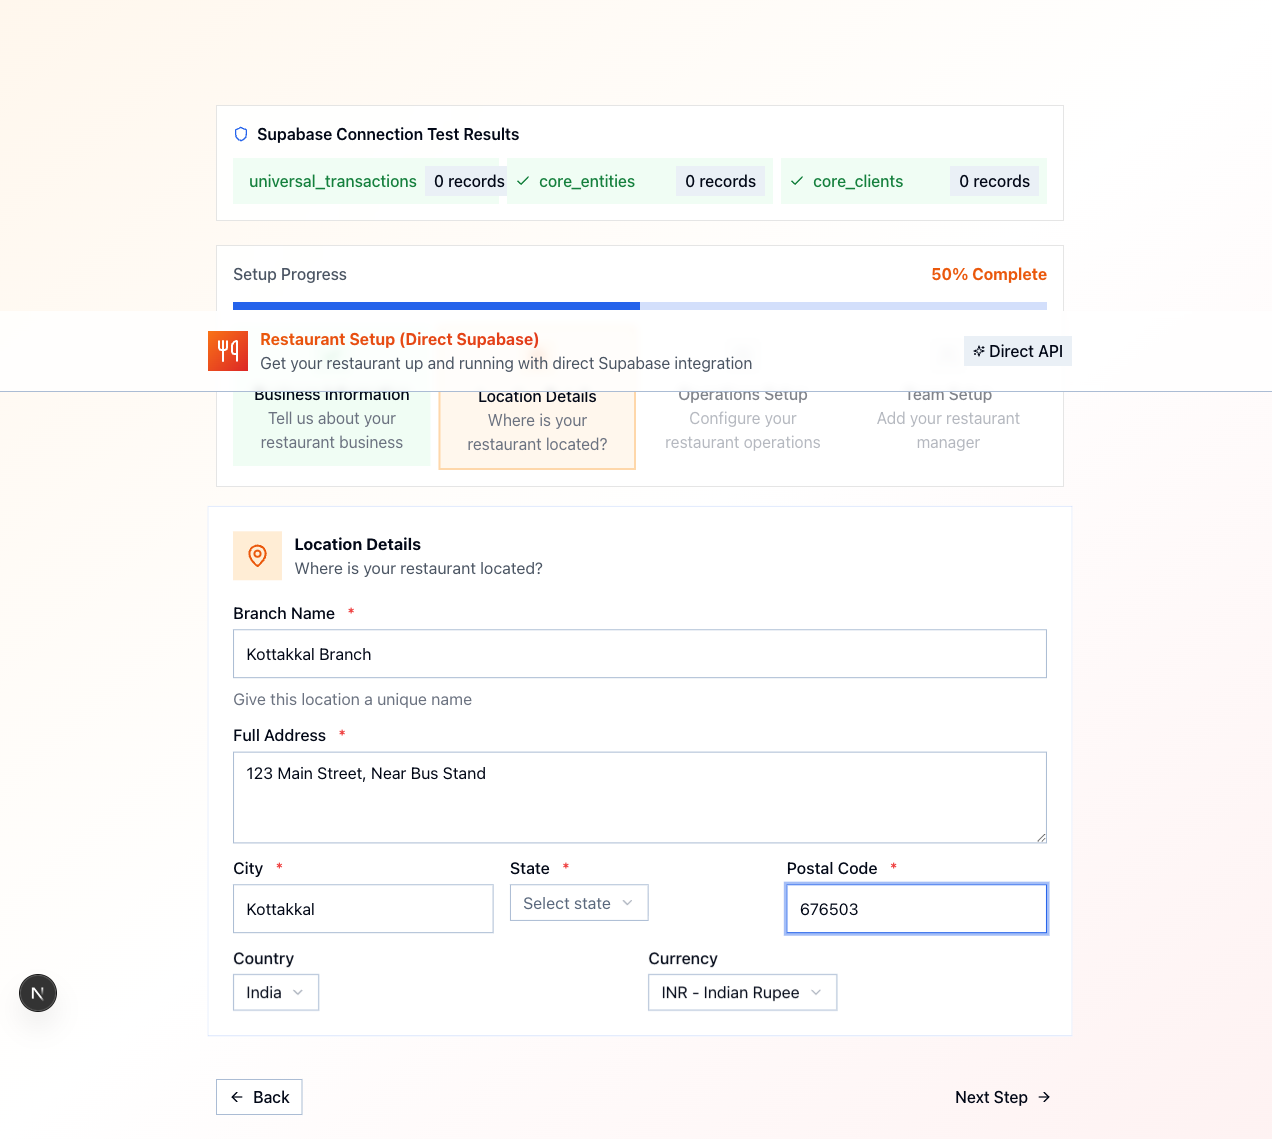 Supabase Connection Test Results
universal_transactions 0 records core_entities 0 records core_clients 0 records
Setup Progress 50% Complete
Restaurant Setup (Direct Supabase)
Get your restaurant up and running with direct Supabase integration
Direct API
Business Information
Tell us about your
restaurant business
Location Details
Where is your
restaurant located?
Operations Setup
Configure your
restaurant operations
Team Setup
Add your restaurant
manager
Location Details
Where is your restaurant located?
Branch Name *
Kottakkal Branch
Give this location a unique name
Full Address *
123 Main Street, Near Bus Stand
City * State * Postal Code *
Kottakkal Select state 676503
Country Currency
India INR - Indian Rupee
N
Back Next Step